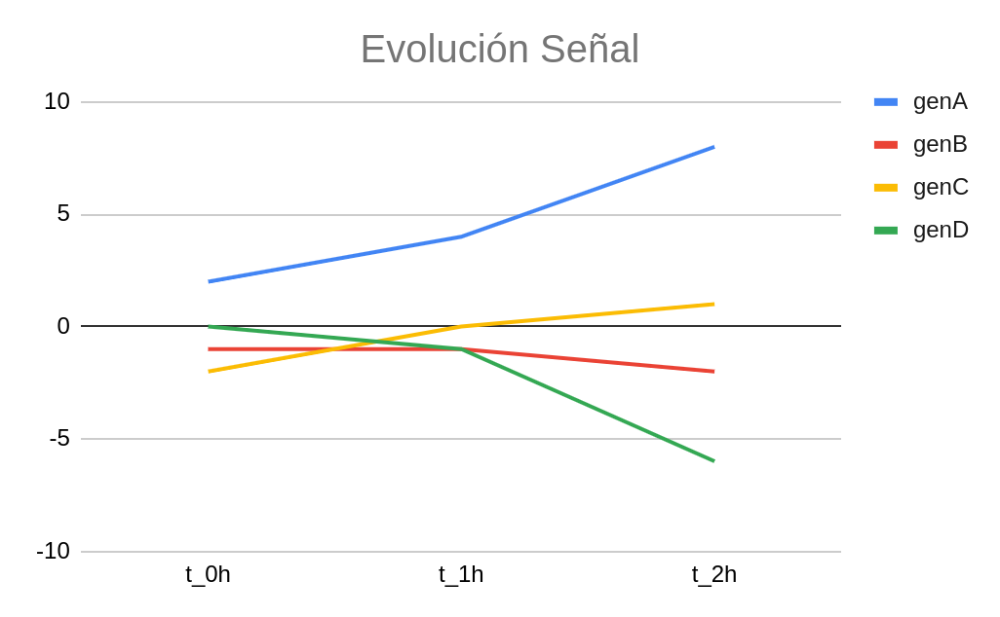 Evolución Señal
10
5
0
-5
-10
t_0h
t_1h
t_2h
genA
genB
genC
genD